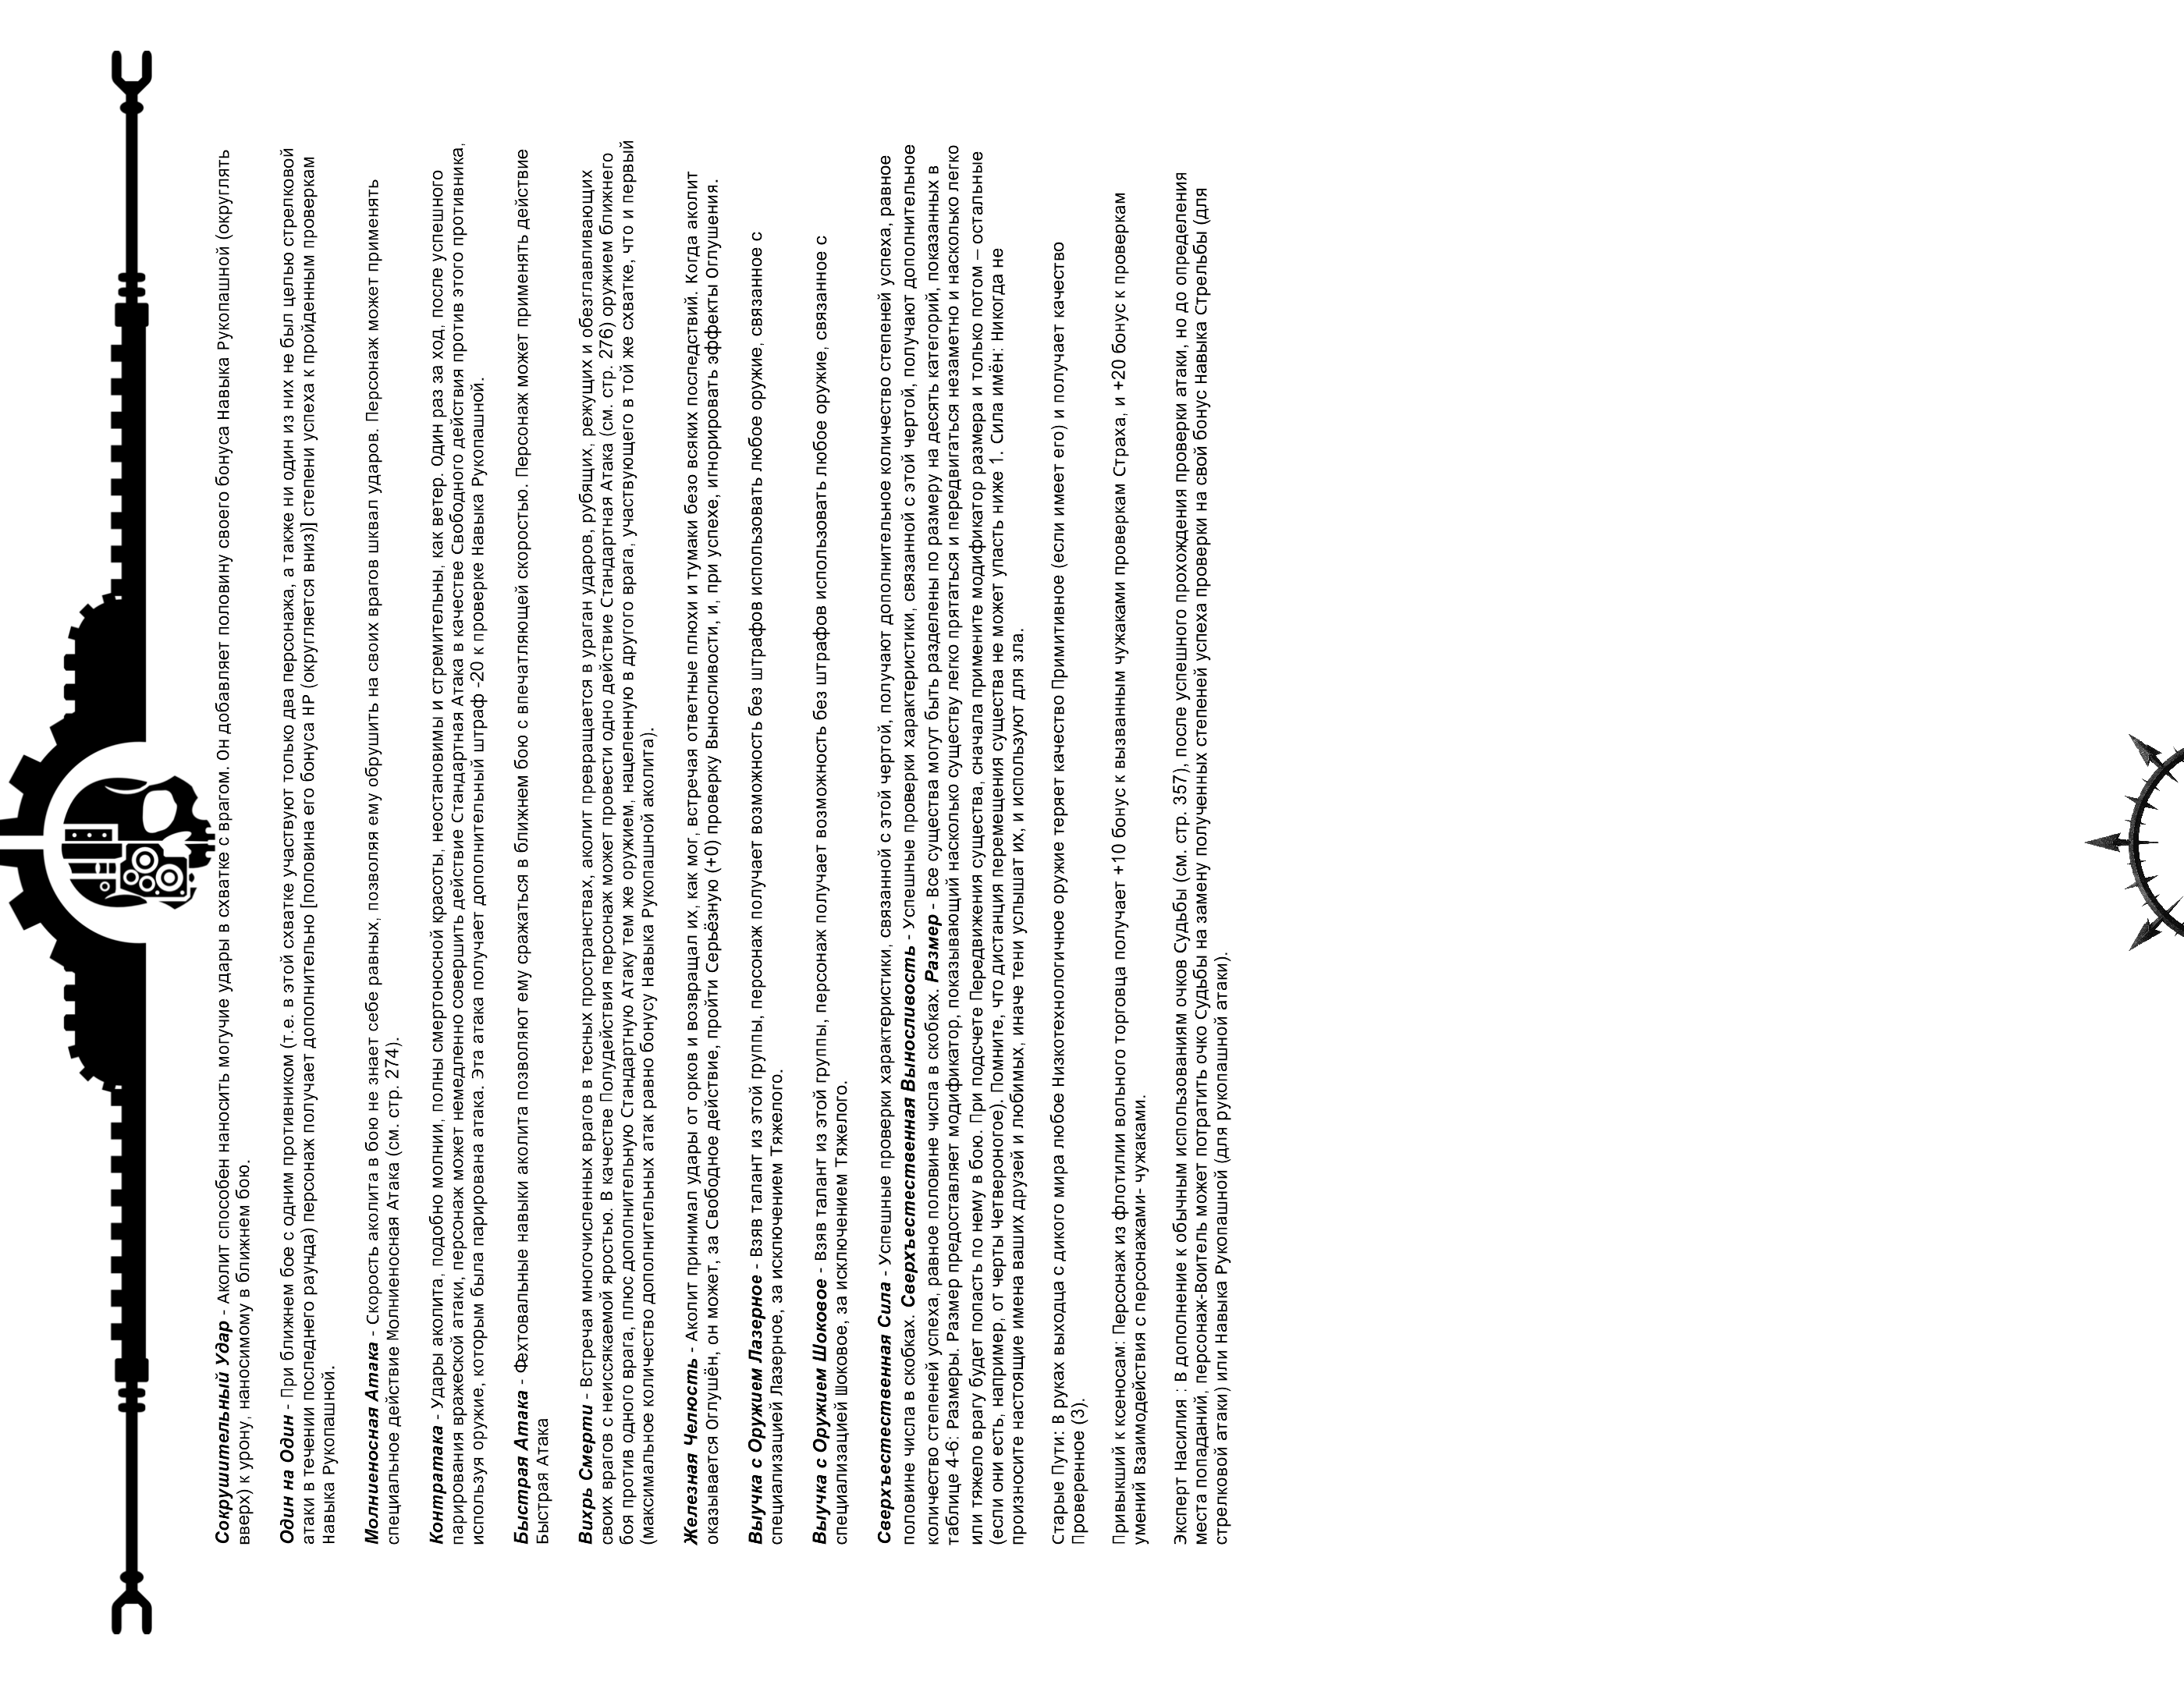 Сокрушительный Удар - Аколит способен наносить могучие удары в схватке с врагом. Он добавляет половину своего бонуса Навыка Рукопашной (округлять
вверх) к урону, наносимому в ближнем бою.
Один на Один - При ближнем бое с одним противником (т.е. в этой схватке участвуют только два персонажа, а также ни один из них не был целью стрелковой
атаки в течении последнего раунда) персонаж получает дополнительно [половина его бонуса НР (округляется вниз)] степени успеха к пройденным проверкам
Навыка Рукопашной.
Молниеносная Атака - Скорость аколита в бою не знает себе равных, позволяя ему обрушить на своих врагов шквал ударов. Персонаж может применять
специальное действие Молниеносная Атака (см. стр. 274).
Контратака - Удары аколита, подобно молнии, полны смертоносной красоты, неостановимы и стремительны, как ветер. Один раз за ход, после успешного
парирования вражеской атаки, персонаж может немедленно совершить действие Стандартная Атака в качестве Свободного действия против этого противника,
используя оружие, которым была парирована атака. Эта атака получает дополнительный штраф -20 к проверке Навыка Рукопашной.
Быстрая Атака - Фехтовальные навыки аколита позволяют ему сражаться в ближнем бою с впечатляющей скоростью. Персонаж может применять действие
Быстрая Атака
Вихрь Смерти - Встречая многочисленных врагов в тесных пространствах, аколит превращается в ураган ударов, рубящих, режущих и обезглавливающих
своих врагов с неиссякаемой яростью. В качестве Полудействия персонаж может провести одно действие Стандартная Атака (см. стр. 276) оружием ближнего
боя против одного врага, плюс дополнительную Стандартную Атаку тем же оружием, нацеленную в другого врага, участвующего в той же схватке, что и первый
(максимальное количество дополнительных атак равно бонусу Навыка Рукопашной аколита).
Железная Челюсть - Аколит принимал удары от орков и возвращал их, как мог, встречая ответные плюхи и тумаки безо всяких последствий. Когда аколит
оказывается Оглушён, он может, за Свободное действие, пройти Серьёзную (+0) проверку Выносливости, и, при успехе, игнорировать эффекты Оглушения.
Выучка с Оружием Лазерное - Взяв талант из этой группы, персонаж получает возможность без штрафов использовать любое оружие, связанное с
специализацией Лазерное, за исключением Тяжелого.
Выучка с Оружием Шоковое - Взяв талант из этой группы, персонаж получает возможность без штрафов использовать любое оружие, связанное с
специализацией Шоковое, за исключением Тяжелого.
Сверхъестественная Сила - Успешные проверки характеристики, связанной с этой чертой, получают дополнительное количество степеней успеха, равное
половине числа в скобках. Сверхъестественная Выносливость - Успешные проверки характеристики, связанной с этой чертой, получают дополнительное
количество степеней успеха, равное половине числа в скобках. Размер - Все существа могут быть разделены по размеру на десять категорий, показанных в
таблице 4-6: Размеры. Размер предоставляет модификатор, показывающий насколько существу легко прятаться и передвигаться незаметно и насколько легко
или тяжело врагу будет попасть по нему в бою. При подсчете Передвижения существа, сначала примените модификатор размера и только потом – остальные
(если они есть, например, от черты Четвероногое). Помните, что дистанция перемещения существа не может упасть ниже 1. Сила имён: Никогда не
произносите настоящие имена ваших друзей и любимых, иначе тени услышат их, и используют для зла.
Старые Пути: В руках выходца с дикого мира любое Низкотехнологичное оружие теряет качество Примитивное (если имеет его) и получает качество
Проверенное (3).
Привыкший к ксеносам: Персонаж из флотилии вольного торговца получает +10 бонус к вызванным чужаками проверкам Страха, и +20 бонус к проверкам
умений Взаимодействия с персонажами- чужаками.
Эксперт Насилия : В дополнение к обычным использованиям очков Судьбы (см. стр. 357), после успешного прохождения проверки атаки, но до определения
места попаданий, персонаж-Воитель может потратить очко Судьбы на замену полученных степеней успеха проверки на свой бонус Навыка Стрельбы (для
стрелковой атаки) или Навыка Рукопашной (для рукопашной атаки).